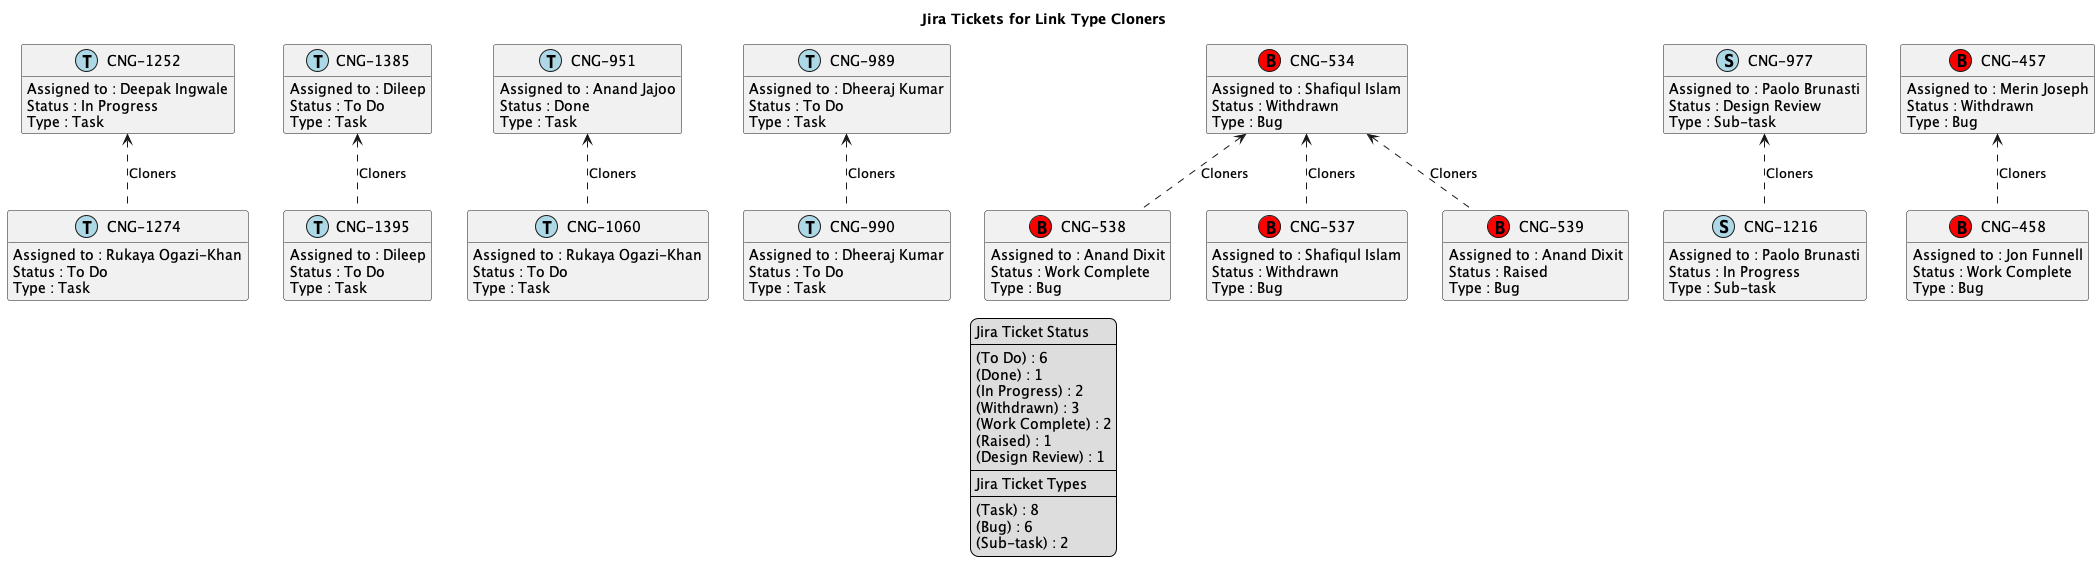 Jira Tickets for Link Type Cloners
T CNG-1252
Assigned to : Deepak Ingwale
Status : In Progress
Type : Task
T CNG-1385
Assigned to : Dileep
Status : To Do
Type : Task
T CNG-951
Assigned to : Anand Jajoo
Status : Done
Type : Task
T CNG-989
Assigned to : Dheeraj Kumar
Status : To Do
Type : Task
B CNG-534
Assigned to : Shafiqul Islam
Status : Withdrawn
Type : Bug
S CNG-977
Assigned to : Paolo Brunasti
Status : Design Review
Type : Sub-task
B CNG-457
Assigned to : Merin Joseph
Status : Withdrawn
Type : Bug
Cloners
Cloners
Cloners
Cloners
Cloners
Cloners
Cloners
Cloners
Cloners
T CNG-1274
Assigned to : Rukaya Ogazi-Khan
Status : To Do
Type : Task
T CNG-1395
Assigned to : Dileep
Status : To Do
Type : Task
T CNG-1060
Assigned to : Rukaya Ogazi-Khan
Status : To Do
Type : Task
T CNG-990
Assigned to : Dheeraj Kumar
Status : To Do
Type : Task
B CNG-538
Assigned to : Anand Dixit
Status : Work Complete
Type : Bug
B CNG-537
Assigned to : Shafiqul Islam
Status : Withdrawn
Type : Bug
B CNG-539
Assigned to : Anand Dixit
Status : Raised
Type : Bug
S CNG-1216
Assigned to : Paolo Brunasti
Status : In Progress
Type : Sub-task
B CNG-458
Assigned to : Jon Funnell
Status : Work Complete
Type : Bug
Jira Ticket Status
(To Do) : 6
(Done) : 1
(In Progress) : 2
(Withdrawn) : 3
(Work Complete) : 2
(Raised) : 1
(Design Review) : 1
Jira Ticket Types
(Task) : 8
(Bug) : 6
(Sub-task) : 2